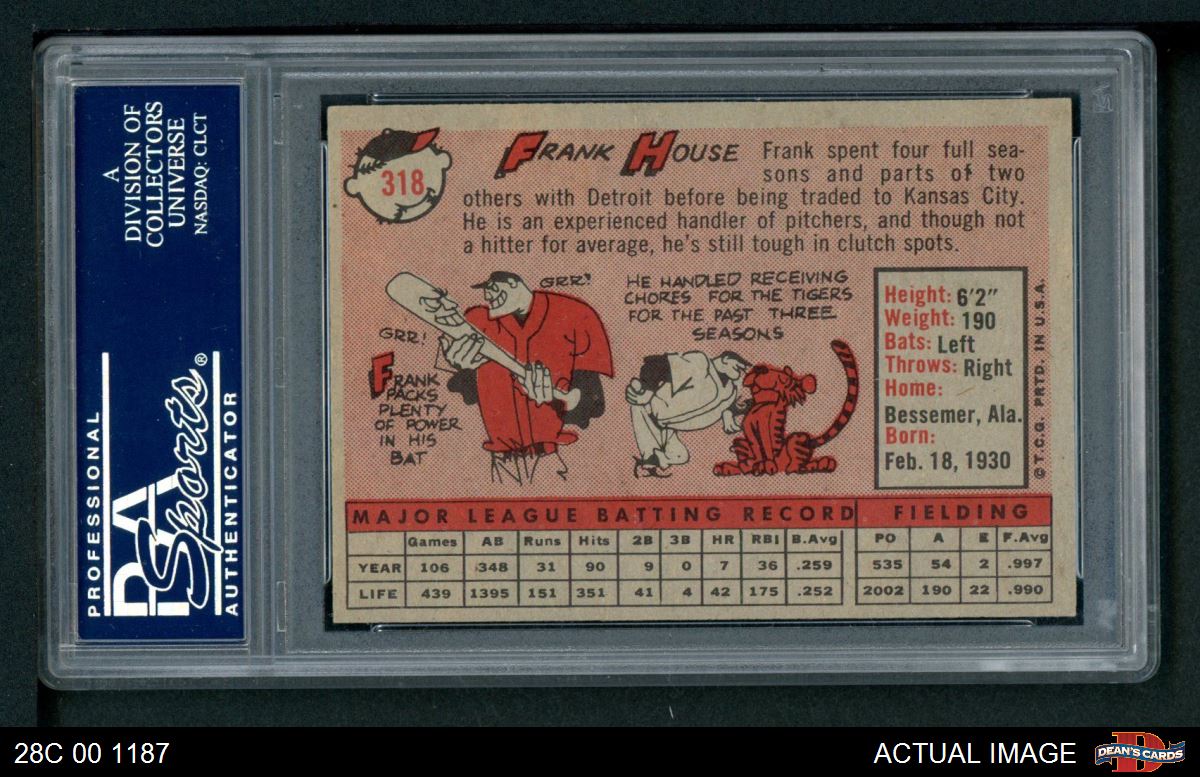 A
DIVISION OF
COLLECTORS
UNIVERSE
NASDAQ: CLCT
PROFESSIONAL
PSA
Sports®
AUTHENTICATOR
318
FRANK HOUSE
Frank spent four full sea-
sons and parts of two
others with Detroit before being traded to Kansas City.
He is an experienced handler of pitchers, and though not
a hitter for average, he's still tough in clutch spots.
GRR!
GRR!
FRANK
PACKS
PLENTY
OF POWER
IN HIS
BAT
HE HANDLED RECEIVING
CHORES FOR THE TIGERS
FOR THE PAST THREE
SEASONS
Height: 6'2"
Weight: 190
Bats: Left
Throws: Right
Home:
Bessemer, Ala.
Born:
Feb. 18, 1930
©T.C.G. PRTD. IN U.S.A.
MAJOR LEAGUE BATTING RECORD FIELDING
Games AB Runs Hits 2B 3B HR RBI B.Avg PO A E F.Avg
YEAR 106 348 31 90 9 0 7 36 .259 535 54 2 .997
LIFE 439 1395 151 351 41 4 42 175 .252 2002 190 22 .990
28C 00 1187
ACTUAL IMAGE
DEAN'S CARDS